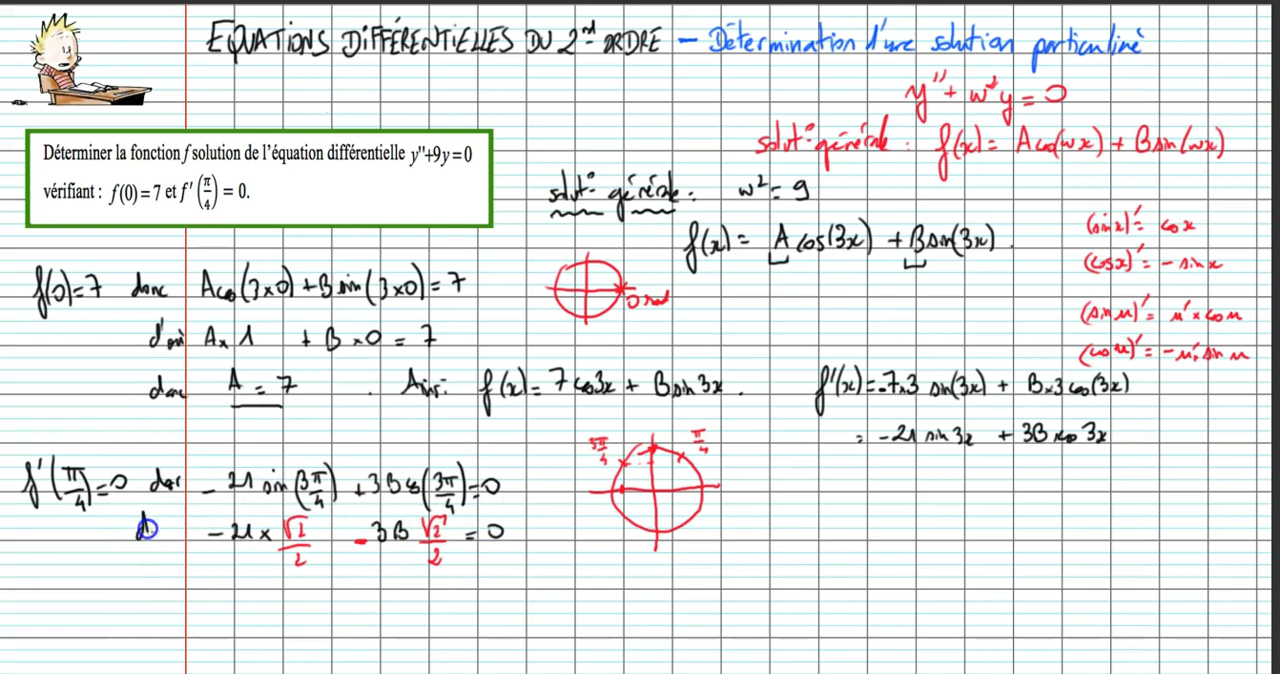 EQUATIONS DIFFÉRENTIELLES DU 2nd ORDRE – Détermination d'une solution particulière
y'' + w²y = 0
solut° générale : f(x) = A cos(wx) + B sin(wx)
Déterminer la fonction f solution de l'équation différentielle y''+9y=0
vérifiant : f(0)=7 et f'(π/4)=0.
solut° générale : w² = 9
f(x) = A cos(3x) + B sin(3x).
(sin x)' = cos x
(cos x)' = - sin x
(sin u)' = u' × cos u
(cos u)' = - u' sin u
f(0)=7 donc A cos(3×0) + B sin(3×0) = 7
0 rad
d'où A × 1 + B × 0 = 7
donc A = 7. Ainsi f(x) = 7 cos 3x + B sin 3x.
f'(x) = -7×3 sin(3x) + B×3 cos(3x)
= -21 sin 3x + 3B cos 3x
3π/4 π/4
f'(π/4)=0 donc -21 sin(3π/4) + 3B cos(3π/4) = 0
d' -21 × √2/2 - 3B √2/2 = 0